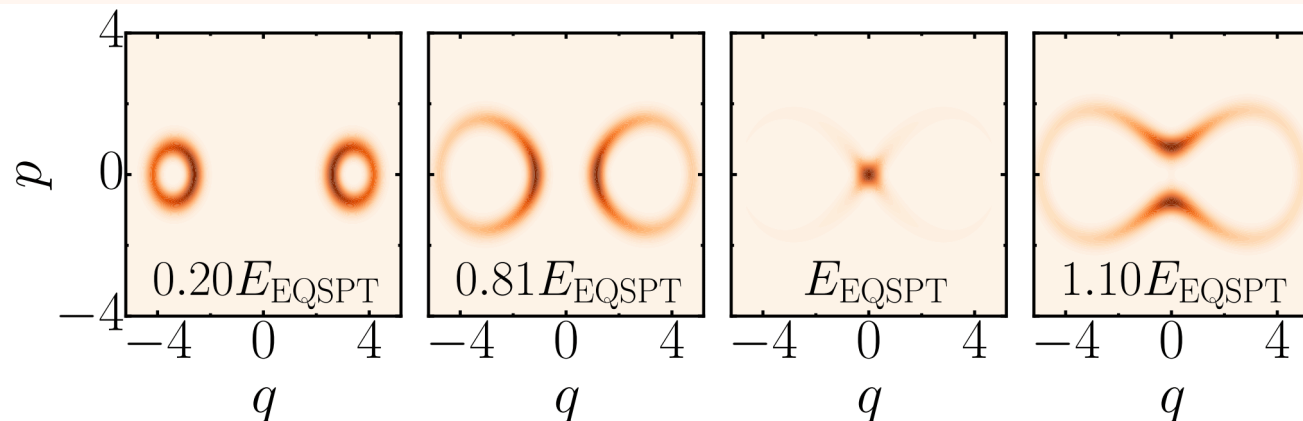 4
p
0
0.20E_EQSPT 0.81E_EQSPT E_EQSPT 1.10E_EQSPT
−4
−4 0 4 −4 0 4 −4 0 4 −4 0 4
q q q q